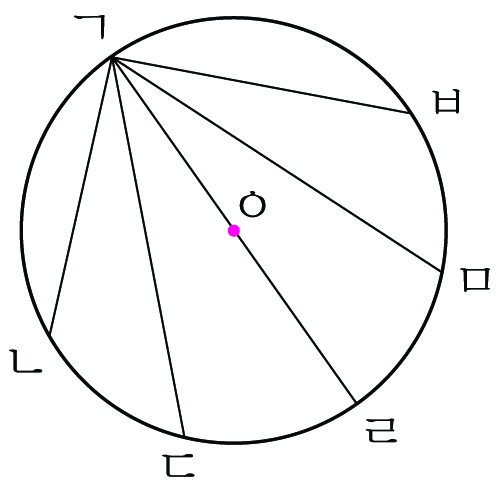 ㄱ
ㅂ
ㅇ
ㅁ
ㄴ
ㄹ
ㄷ